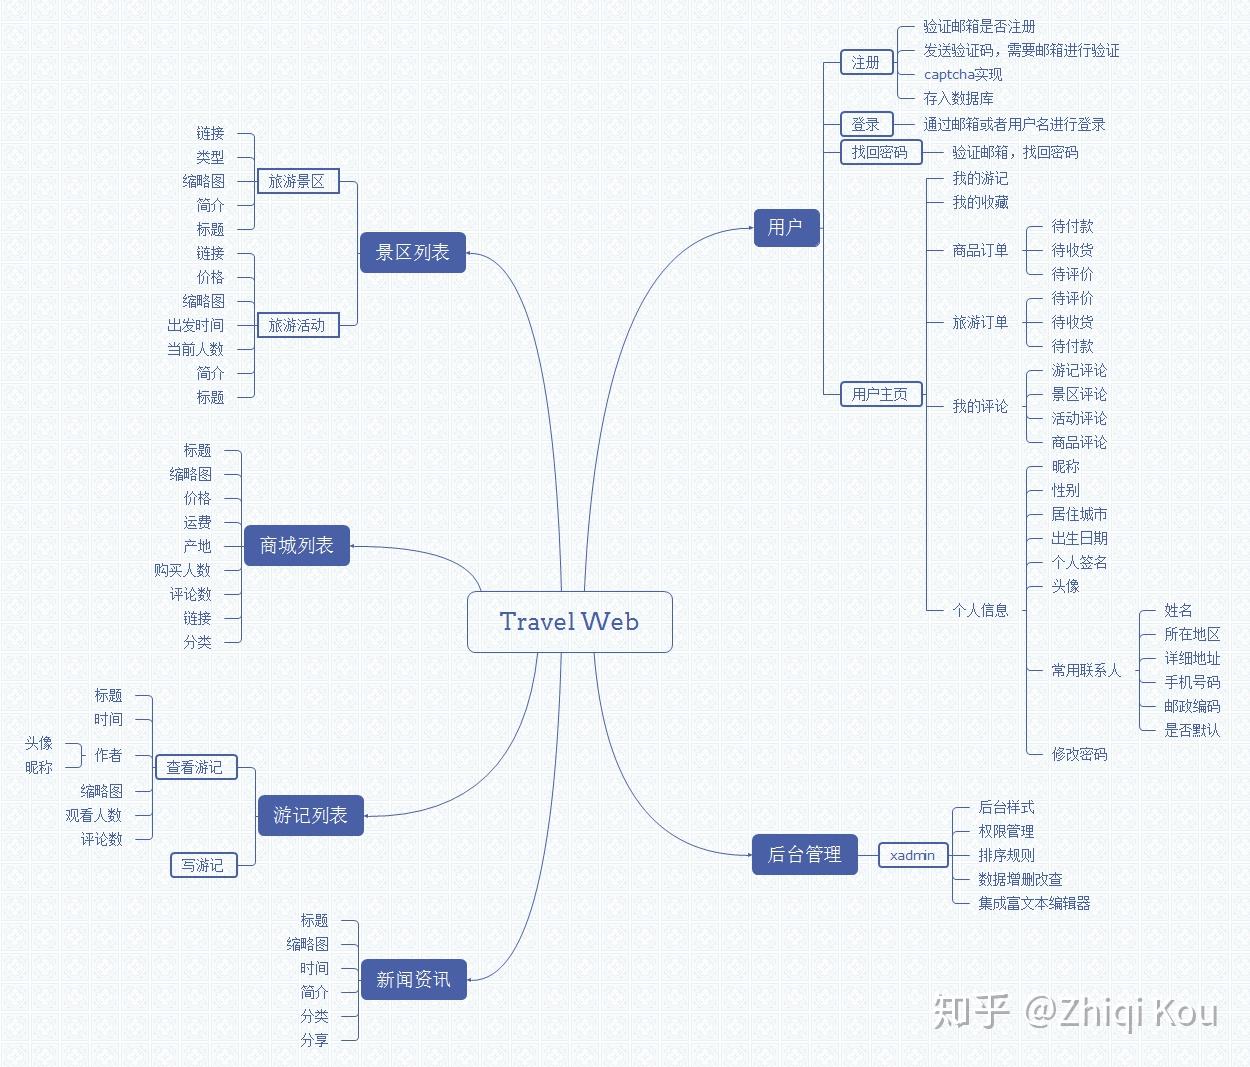 Travel Web
用户
注册
验证邮箱是否注册
发送验证码，需要邮箱进行验证
captcha实现
存入数据库
登录
通过邮箱或者用户名进行登录
找回密码
验证邮箱，找回密码
用户主页
我的游记
我的收藏
商品订单
待付款
待收货
待评价
旅游订单
待评价
待收货
待付款
我的评论
游记评论
景区评论
活动评论
商品评论
个人信息
昵称
性别
居住城市
出生日期
个人签名
头像
常用联系人
姓名
所在地区
详细地址
手机号码
邮政编码
是否默认
修改密码
后台管理
xadmin
后台样式
权限管理
排序规则
数据增删改查
集成富文本编辑器
景区列表
旅游景区
链接
类型
缩略图
简介
标题
旅游活动
链接
价格
缩略图
出发时间
当前人数
简介
标题
商城列表
标题
缩略图
价格
运费
产地
购买人数
评论数
链接
分类
游记列表
查看游记
标题
时间
作者
头像
昵称
缩略图
观看人数
评论数
写游记
新闻资讯
标题
缩略图
时间
简介
分类
分享
知乎 @Zhiqi Kou